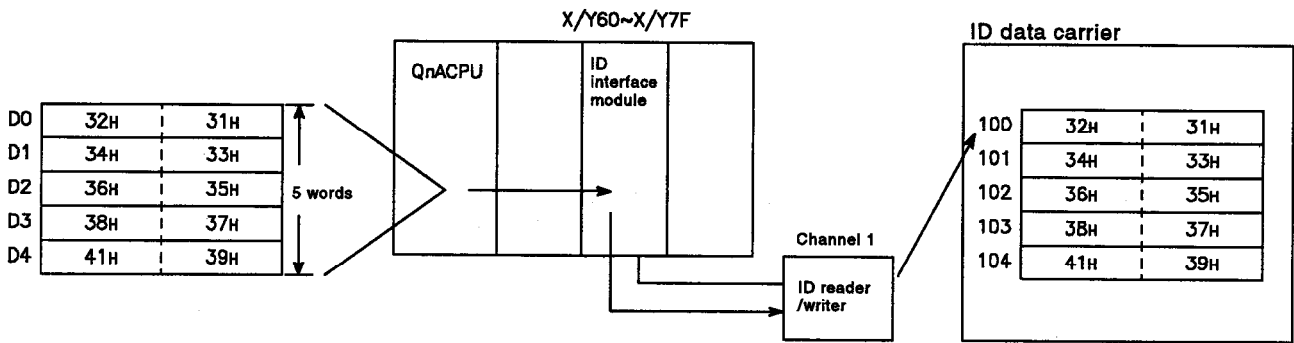 X/Y60~X/Y7F
QnACPU
ID
interface
module
D0 32H 31H
D1 34H 33H
D2 36H 35H
D3 38H 37H
D4 41H 39H
5 words
Channel 1
ID reader
/writer
ID data carrier
100 32H 31H
101 34H 33H
102 36H 35H
103 38H 37H
104 41H 39H